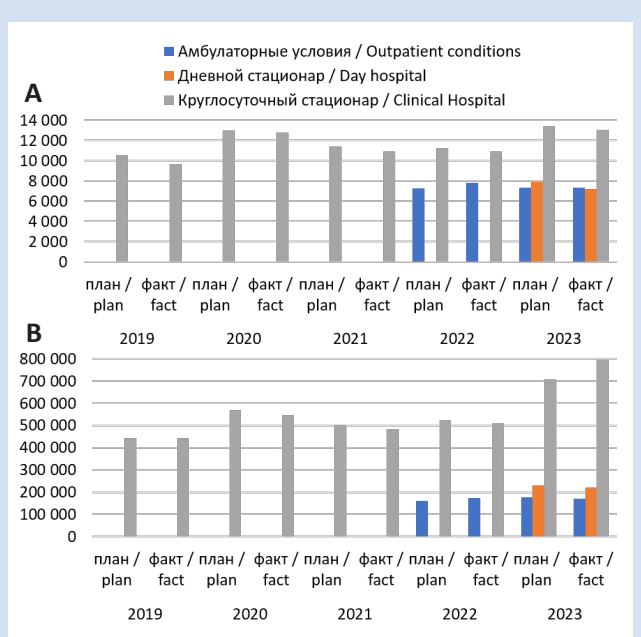 Амбулаторные условия / Outpatient conditions
Дневной стационар / Day hospital
Круглосуточный стационар / Clinical Hospital
A
14 000
12 000
10 000
8 000
6 000
4 000
2 000
0
план / факт / план / факт / план / факт / план / факт / план / факт /
plan fact plan fact plan fact plan fact plan fact
2019 2020 2021 2022 2023
B
800 000
700 000
600 000
500 000
400 000
300 000
200 000
100 000
0
план / факт / план / факт / план / факт / план / факт / план / факт /
plan fact plan fact plan fact plan fact plan fact
2019 2020 2021 2022 2023